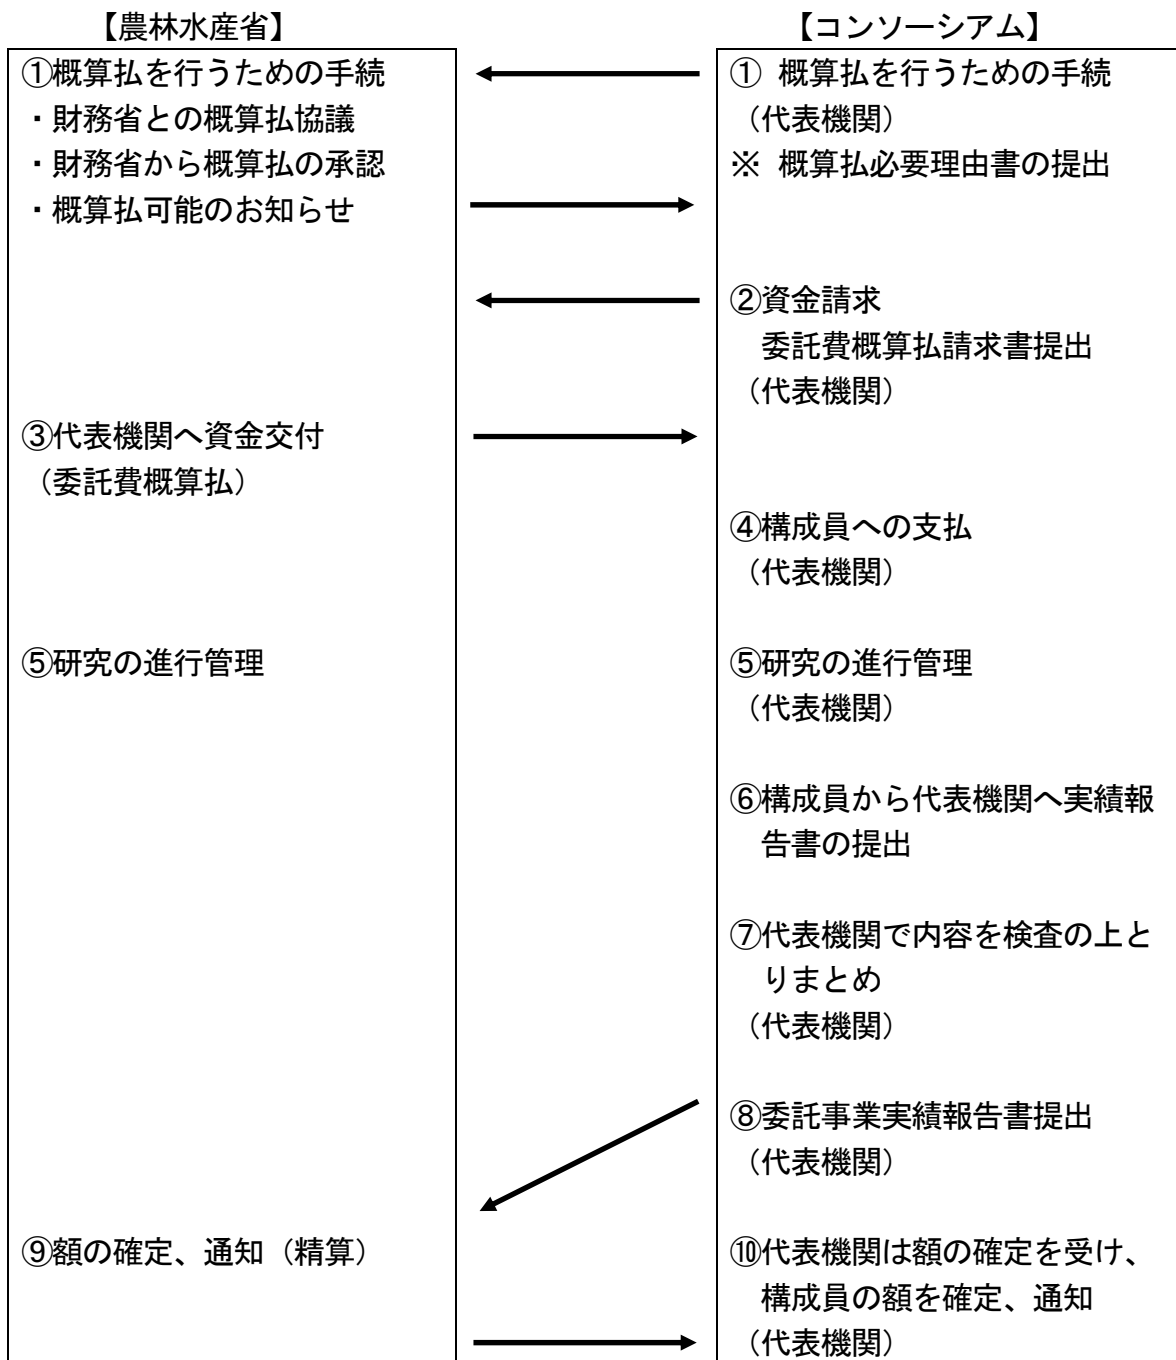 【農林水産省】
【コンソーシアム】
①概算払を行うための手続
・財務省との概算払協議
・財務省から概算払の承認
・概算払可能のお知らせ
① 概算払を行うための手続
（代表機関）
※ 概算払必要理由書の提出
②資金請求
委託費概算払請求書提出
（代表機関）
③代表機関へ資金交付
（委託費概算払）
④構成員への支払
（代表機関）
⑤研究の進行管理
⑤研究の進行管理
（代表機関）
⑥構成員から代表機関へ実績報
告書の提出
⑦代表機関で内容を検査の上と
りまとめ
（代表機関）
⑧委託事業実績報告書提出
（代表機関）
⑨額の確定、通知（精算）
⑩代表機関は額の確定を受け、
構成員の額を確定、通知
（代表機関）